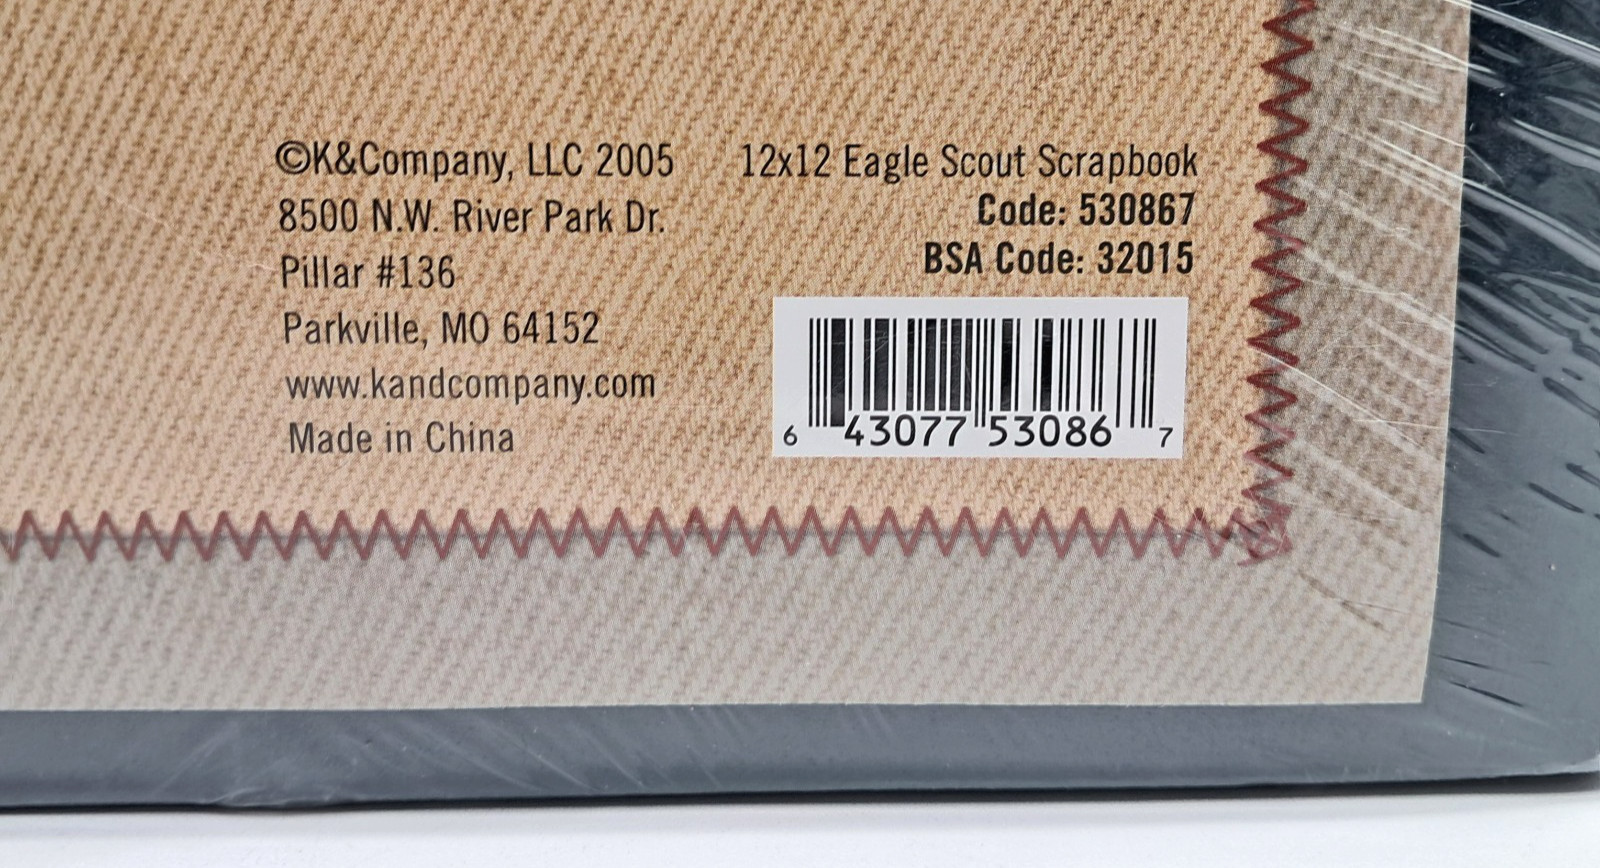 ©K&Company, LLC 2005
8500 N.W. River Park Dr.
Pillar #136
Parkville, MO 64152
www.kandcompany.com
Made in China
12x12 Eagle Scout Scrapbook
Code: 530867
BSA Code: 32015
6 43077 53086 7